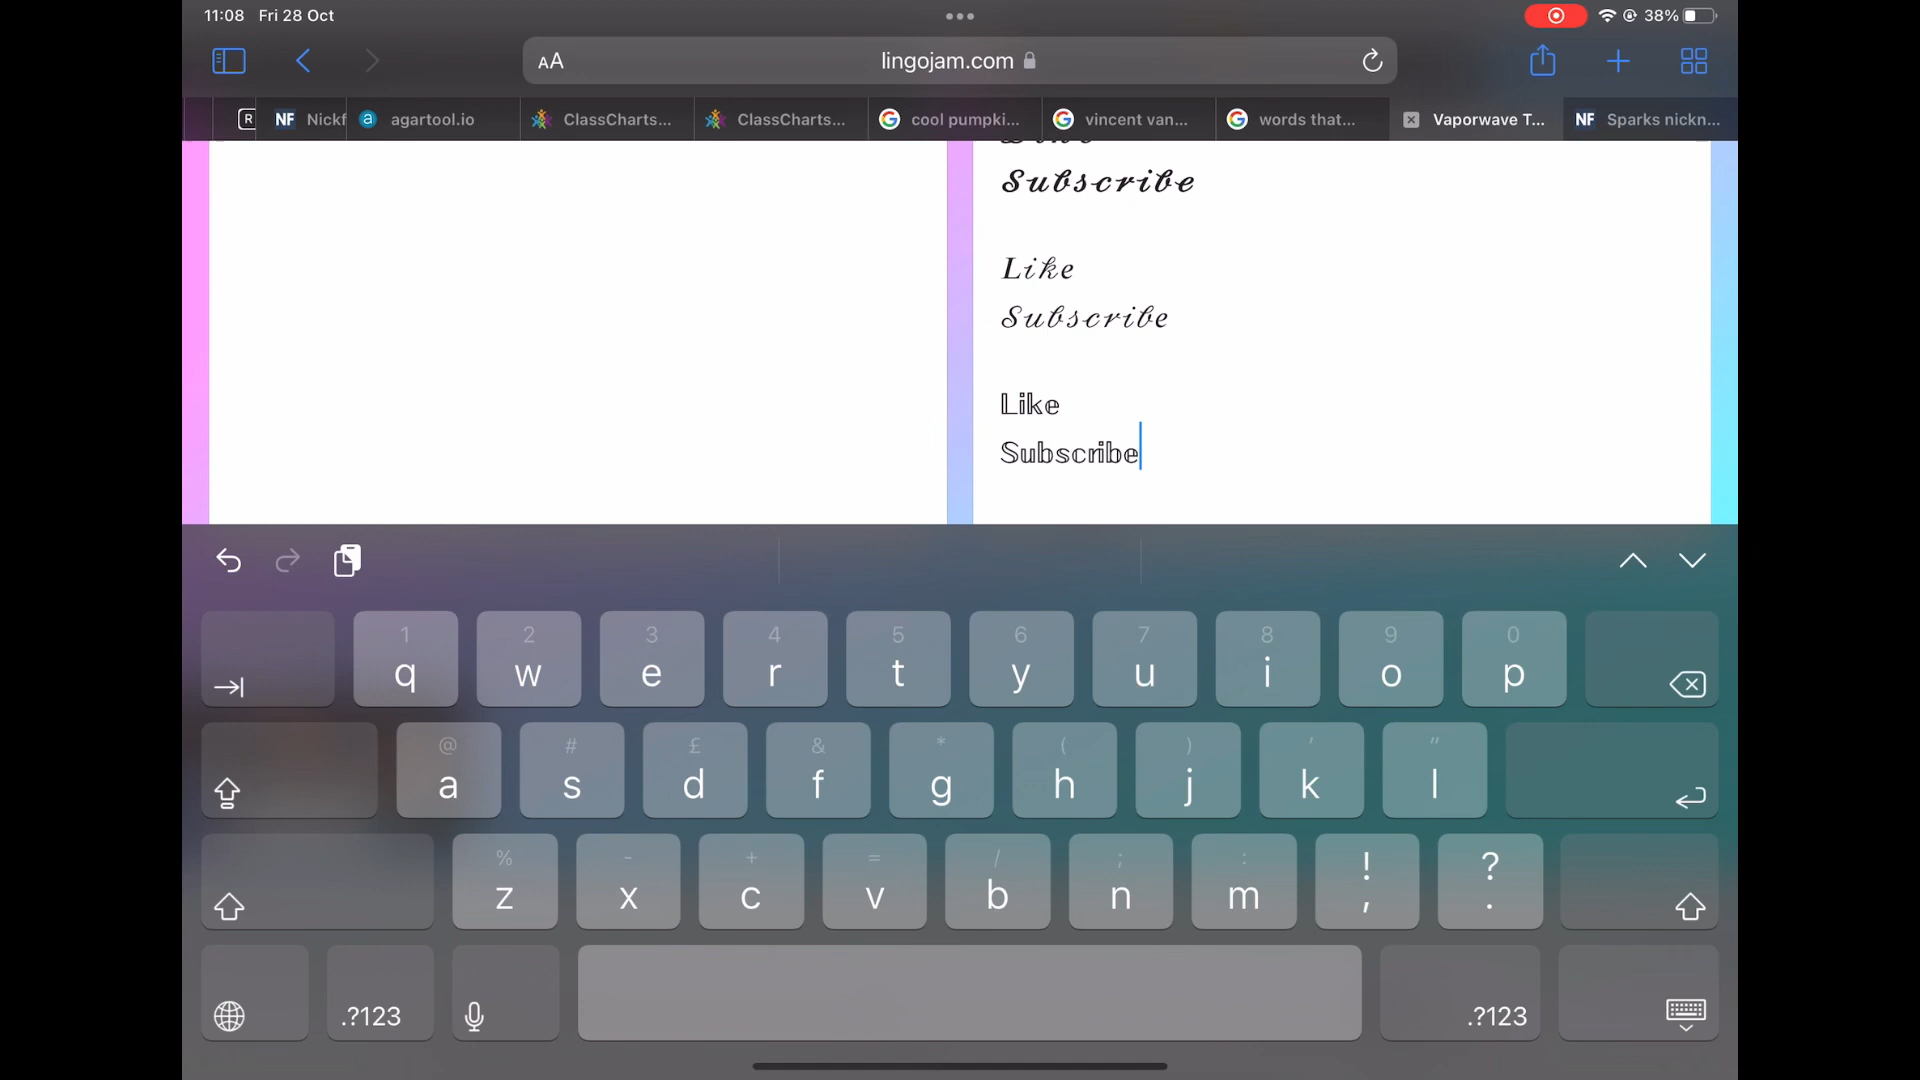 11:08 Fri 28 Oct 38%
AA lingojam.com
R NF Nickf a agartool.io ClassCharts... ClassCharts... G cool pumpki... G vincent van... G words that... Vaporwave T... NF Sparks nickn...
𝓢𝓾𝓫𝓼𝓬𝓻𝓲𝓫𝓮
𝐿𝒾𝓀𝑒
𝒮𝓊𝒷𝓈𝒸𝓇𝒾𝒷𝑒
𝕃𝕚𝕜𝕖
𝕊𝕦𝕓𝕤𝕔𝕣𝕚𝕓𝕖
1 2 3 4 5 6 7 8 9 0
q w e r t y u i o p
@ # £ & * ( ) ' "
a s d f g h j k l
% - + = / ; : ! ?
z x c v b n m , .
.?123 .?123